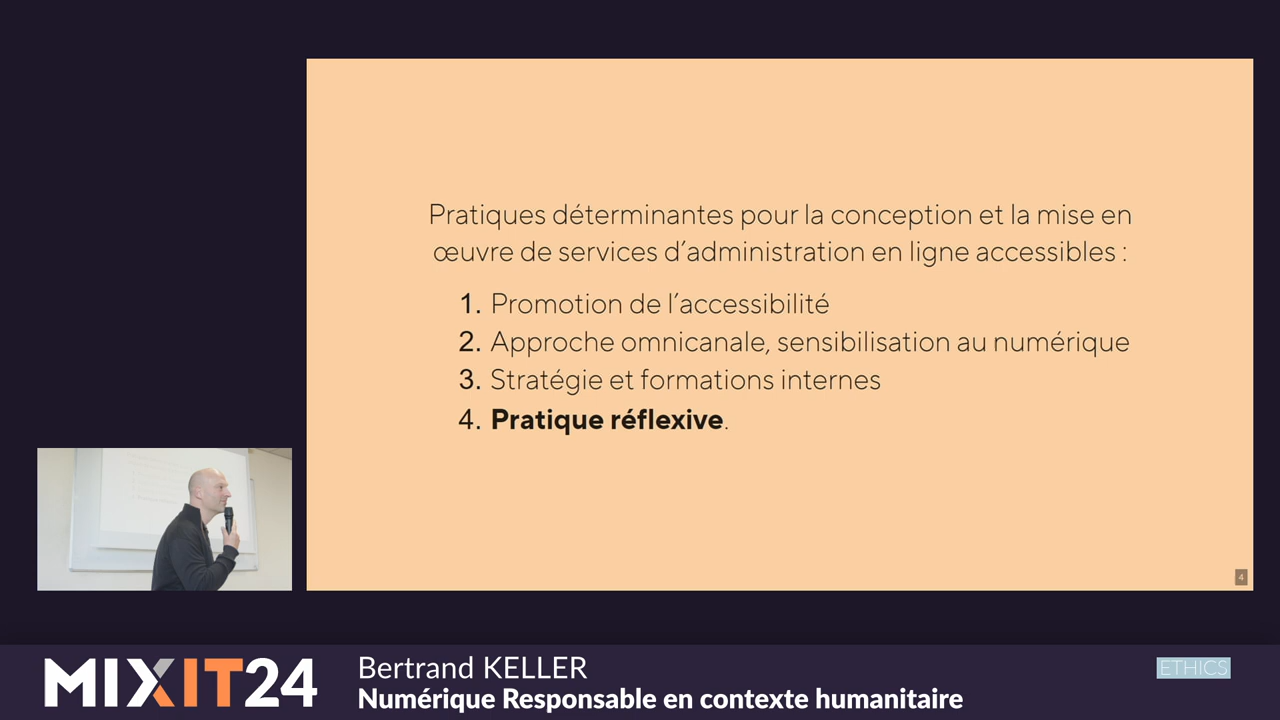 Pratiques déterminantes pour la conception et la mise en
œuvre de services d’administration en ligne accessibles :
1. Promotion de l’accessibilité
2. Approche omnicanale, sensibilisation au numérique
3. Stratégie et formations internes
4. Pratique réflexive.
4
MIXIT24
Bertrand KELLER
Numérique Responsable en contexte humanitaire
ETHICS